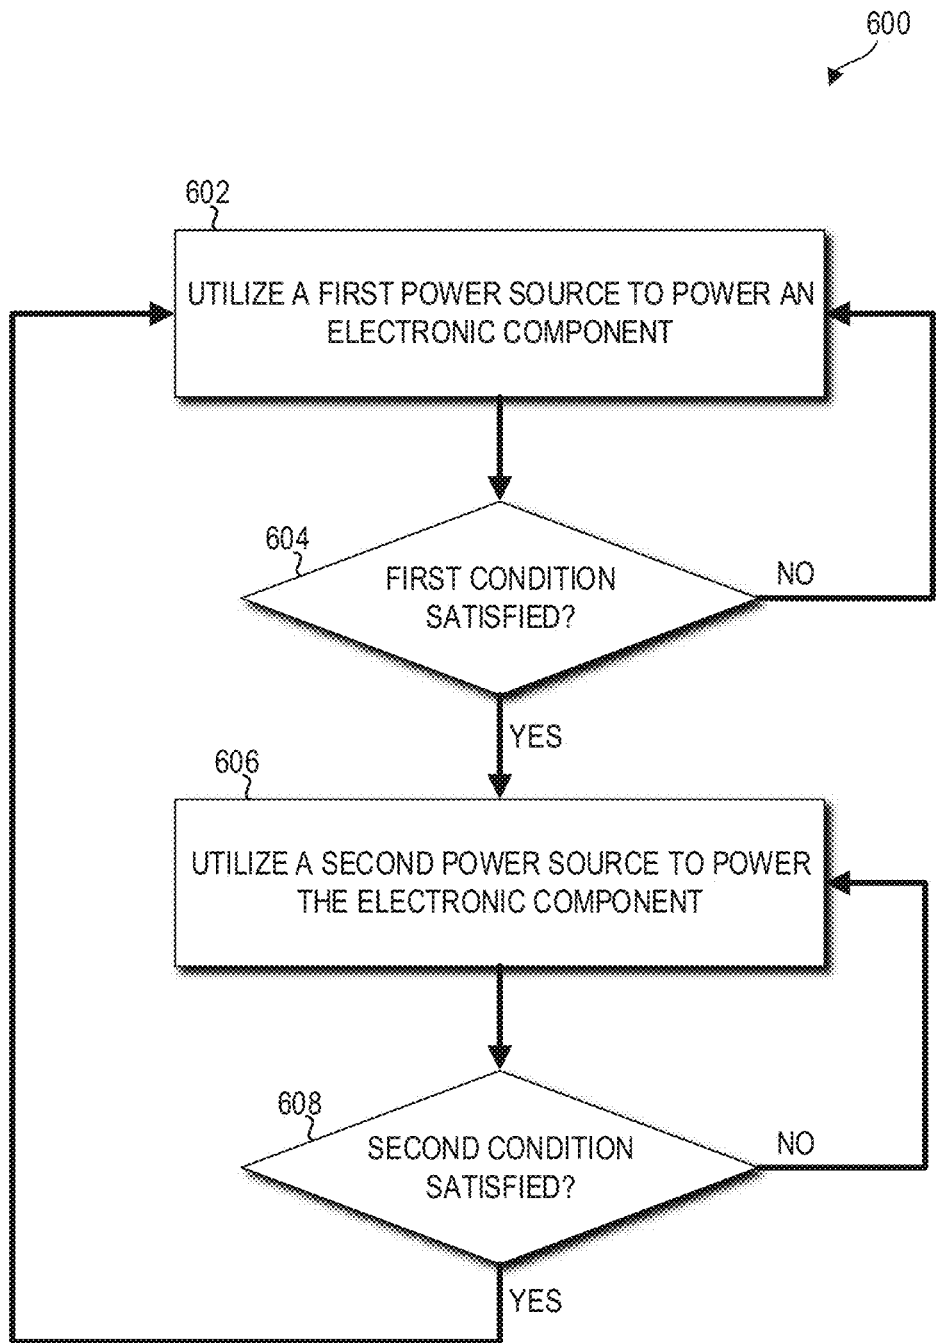 600
602
UTILIZE A FIRST POWER SOURCE TO POWER AN
ELECTRONIC COMPONENT
604
FIRST CONDITION
SATISFIED?
NO
YES
606
UTILIZE A SECOND POWER SOURCE TO POWER
THE ELECTRONIC COMPONENT
608
SECOND CONDITION
SATISFIED?
NO
YES